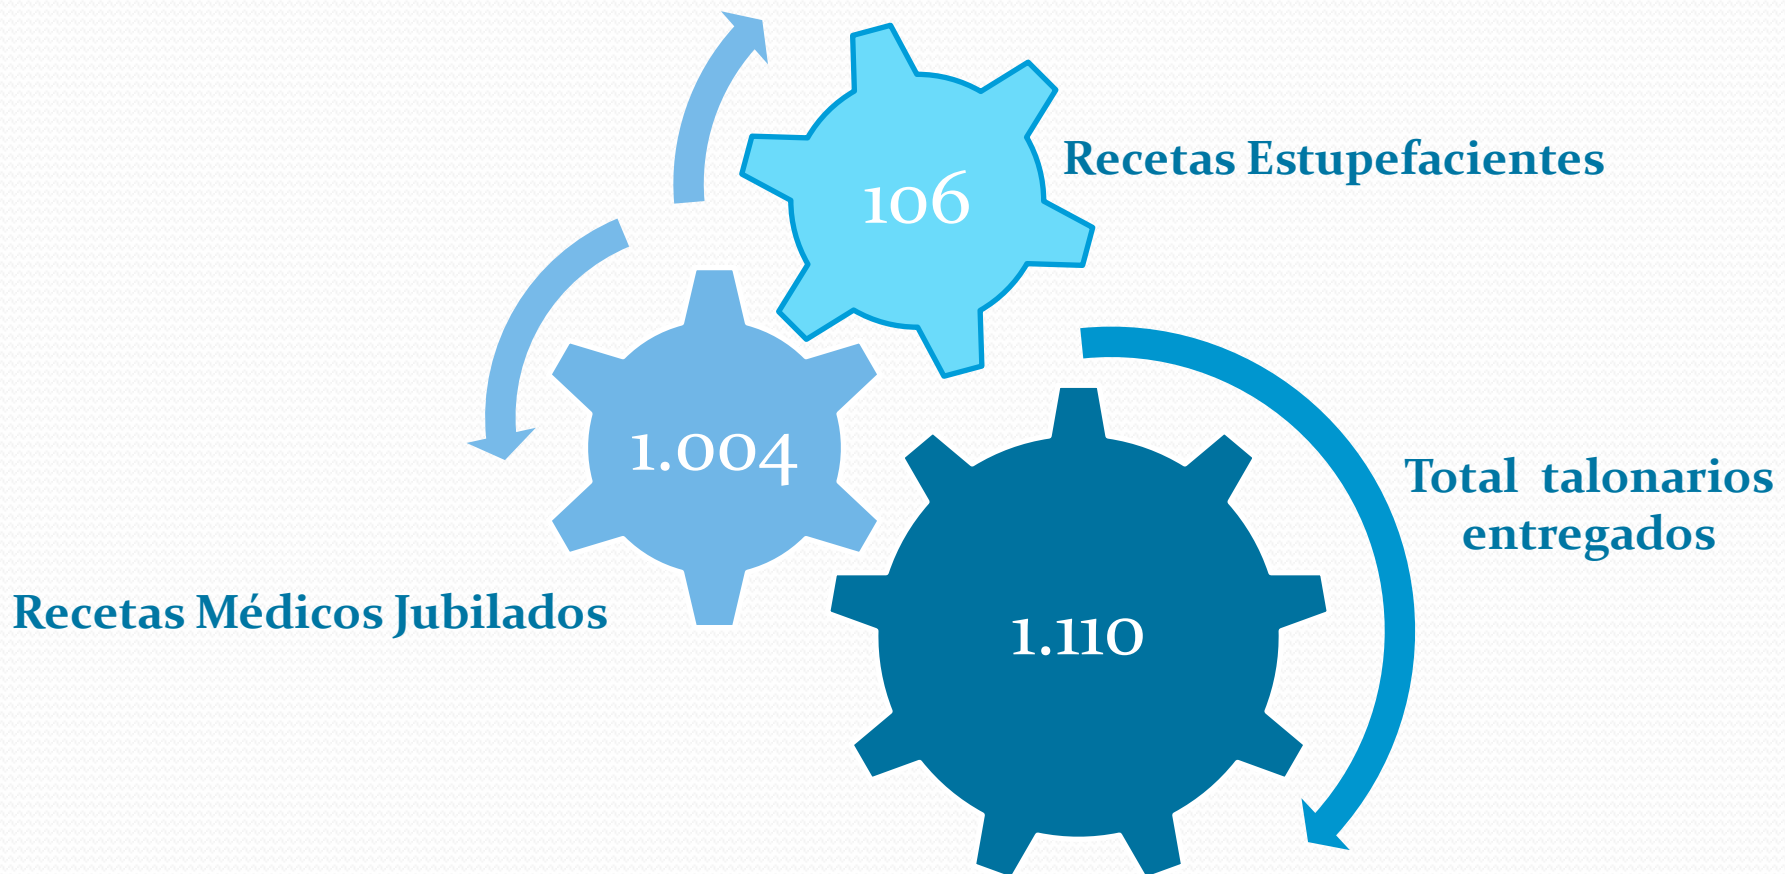 106
Recetas Estupefacientes
1.004
Recetas Médicos Jubilados
Total talonarios
entregados
1.110